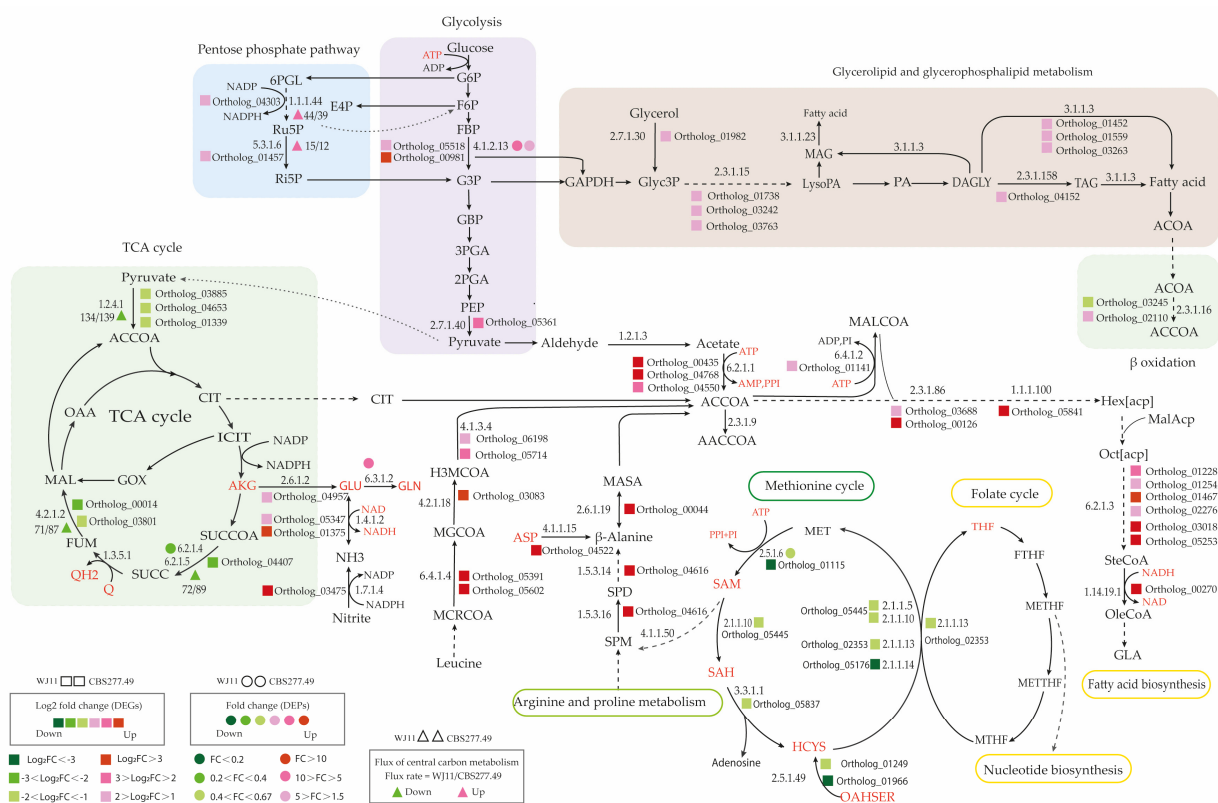 Glycolysis
Pentose phosphate pathway
Glycerolipid and glycerophosphalipid metabolism
Glucose
ATP
ADP
G6P
6PGL
NADP
Ortholog_04303
NADPH
1.1.1.44
44/39
E4P
F6P
Ru5P
FBP
5.3.1.6
15/12
Ortholog_01457
Ri5P
Ortholog_05518
Ortholog_00981
4.1.2.13
G3P
GBP
3PGA
2PGA
PEP
2.7.1.40
Ortholog_05361
Pyruvate
Glycerol
2.7.1.30
Ortholog_01982
GAPDH
Glyc3P
2.3.1.15
Ortholog_01738
Ortholog_03242
Ortholog_03763
Fatty acid
3.1.1.23
MAG
LysoPA
PA
3.1.1.3
DAGLY
3.1.1.3
Ortholog_01452
Ortholog_01559
Ortholog_03263
2.3.1.158
Ortholog_04152
TAG
3.1.1.3
Fatty acid
ACOA
ACOA
Ortholog_03245
Ortholog_02110
2.3.1.16
ACCOA
β oxidation
TCA cycle
Pyruvate
1.2.4.1
134/139
Ortholog_03885
Ortholog_04653
Ortholog_01339
ACCOA
OAA
CIT
TCA cycle
ICIT
NADP
NADPH
MAL
GOX
AKG
4.2.1.2
71/87
Ortholog_00014
Ortholog_03801
FUM
SUCCOA
1.3.5.1
6.2.1.4
6.2.1.5
Ortholog_04407
QH2
Q
SUCC
72/89
CIT
2.6.1.2
Ortholog_04957
GLU
6.3.1.2
GLN
Ortholog_05347
Ortholog_01375
NAD
1.4.1.2
NADH
NH3
Ortholog_03475
NADP
1.7.1.4
NADPH
Nitrite
Aldehyde
1.2.1.3
Acetate
Ortholog_00435
Ortholog_04768
Ortholog_04550
ATP
6.2.1.1
AMP,PPI
ACCOA
2.3.1.9
AACCOA
MALCOA
ADP,PI
6.4.1.2
Ortholog_01141
ATP
2.3.1.86
Ortholog_03688
Ortholog_00126
1.1.1.100
Ortholog_05841
Hex[acp]
MalAcp
Oct[acp]
6.2.1.3
Ortholog_01228
Ortholog_01254
Ortholog_01467
Ortholog_02276
Ortholog_03018
Ortholog_05253
SteCoA
NADH
1.14.19.1
Ortholog_00270
NAD
OleCoA
GLA
Fatty acid biosynthesis
4.1.3.4
Ortholog_06198
Ortholog_05714
H3MCOA
4.2.1.18
Ortholog_03083
MGCOA
6.4.1.4
Ortholog_05391
Ortholog_05602
MCRCOA
Leucine
MASA
2.6.1.19
Ortholog_00044
ASP
4.1.1.15
Ortholog_04522
β-Alanine
1.5.3.14
Ortholog_04616
SPD
1.5.3.16
Ortholog_04616
SPM
4.1.1.50
Arginine and proline metabolism
Methionine cycle
ATP
PPI+PI
MET
2.5.1.6
Ortholog_01115
SAM
2.1.1.10
Ortholog_05445
SAH
3.3.1.1
Ortholog_05837
Adenosine
HCYS
2.5.1.49
Ortholog_01249
Ortholog_01966
OAHSER
Ortholog_05445
2.1.1.5
2.1.1.10
Ortholog_02353
2.1.1.13
Ortholog_05176
2.1.1.14
2.1.1.13
Ortholog_02353
Folate cycle
THF
FTHF
METHF
METTHF
MTHF
Nucleotide biosynthesis
WJ11 CBS277.49
Log2 fold change (DEGs)
Down Up
Log₂FC<-3
Log₂FC>3
-3<Log₂FC<-2
3>Log₂FC>2
-2<Log₂FC<-1
2>Log₂FC>1
WJ11 CBS277.49
Fold change (DEPs)
Down Up
FC<0.2
FC>10
0.2<FC<0.4
10>FC>5
0.4<FC<0.67
5>FC>1.5
WJ11 CBS277.49
Flux of central carbon metabolism
Flux rate = WJ11/CBS277.49
Down Up